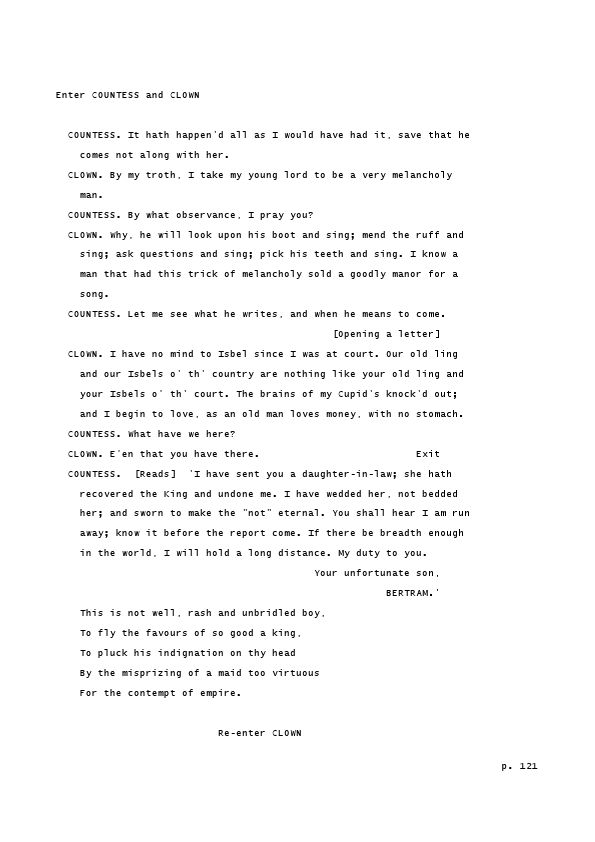 Enter COUNTESS and CLOWN
COUNTESS. It hath happen'd all as I would have had it, save that he
comes not along with her.
CLOWN. By my troth, I take my young lord to be a very melancholy
man.
COUNTESS. By what observance, I pray you?
CLOWN. Why, he will look upon his boot and sing; mend the ruff and
sing; ask questions and sing; pick his teeth and sing. I know a
man that had this trick of melancholy sold a goodly manor for a
song.
COUNTESS. Let me see what he writes, and when he means to come.
[Opening a letter]
CLOWN. I have no mind to Isbel since I was at court. Our old ling
and our Isbels o' th' country are nothing like your old ling and
your Isbels o' th' court. The brains of my Cupid's knock'd out;
and I begin to love, as an old man loves money, with no stomach.
COUNTESS. What have we here?
CLOWN. E'en that you have there. Exit
COUNTESS. [Reads] 'I have sent you a daughter-in-law; she hath
recovered the King and undone me. I have wedded her, not bedded
her; and sworn to make the "not" eternal. You shall hear I am run
away; know it before the report come. If there be breadth enough
in the world, I will hold a long distance. My duty to you.
Your unfortunate son,
BERTRAM.'
This is not well, rash and unbridled boy,
To fly the favours of so good a king,
To pluck his indignation on thy head
By the misprizing of a maid too virtuous
For the contempt of empire.
Re-enter CLOWN
p. 121